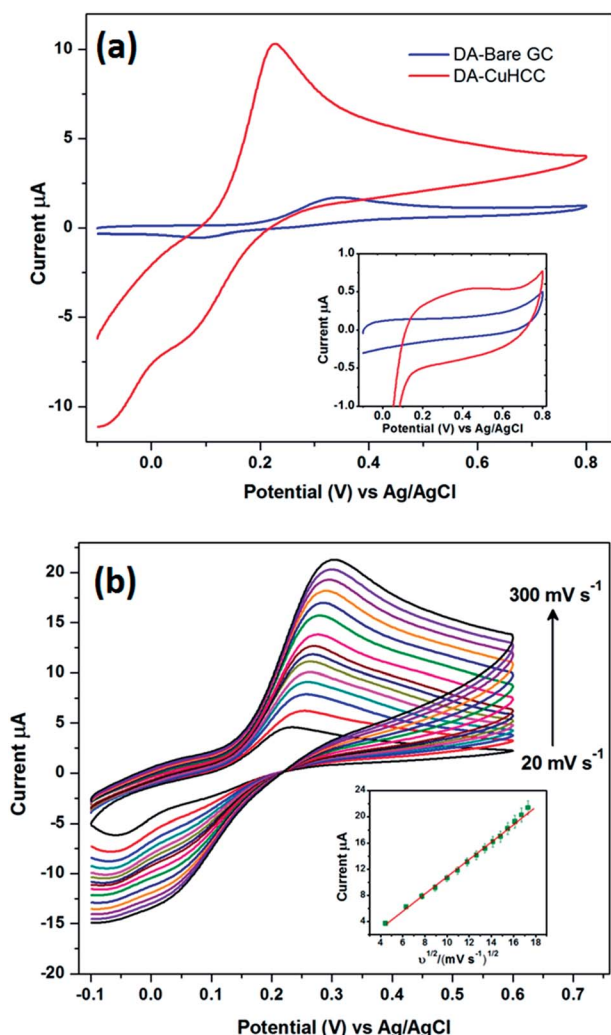 (a)
DA-Bare GC
DA-CuHCC
10
5
0
-5
-10
Current µA
0.0 0.2 0.4 0.6 0.8
Potential (V) vs Ag/AgCl
1.0
0.5
0.0
-0.5
-1.0
Current µA
0.0 0.2 0.4 0.6 0.8
Potential (V) vs Ag/AgCl
(b)
300 mV s⁻¹
20 mV s⁻¹
20
15
10
5
0
-5
-10
-15
-20
Current µA
-0.1 0.0 0.1 0.2 0.3 0.4 0.5 0.6 0.7
Potential (V) vs Ag/AgCl
24
20
16
12
8
4
0
Current µA
4 6 8 10 12 14 16 18
υ^1/2/(mV s⁻¹)^1/2